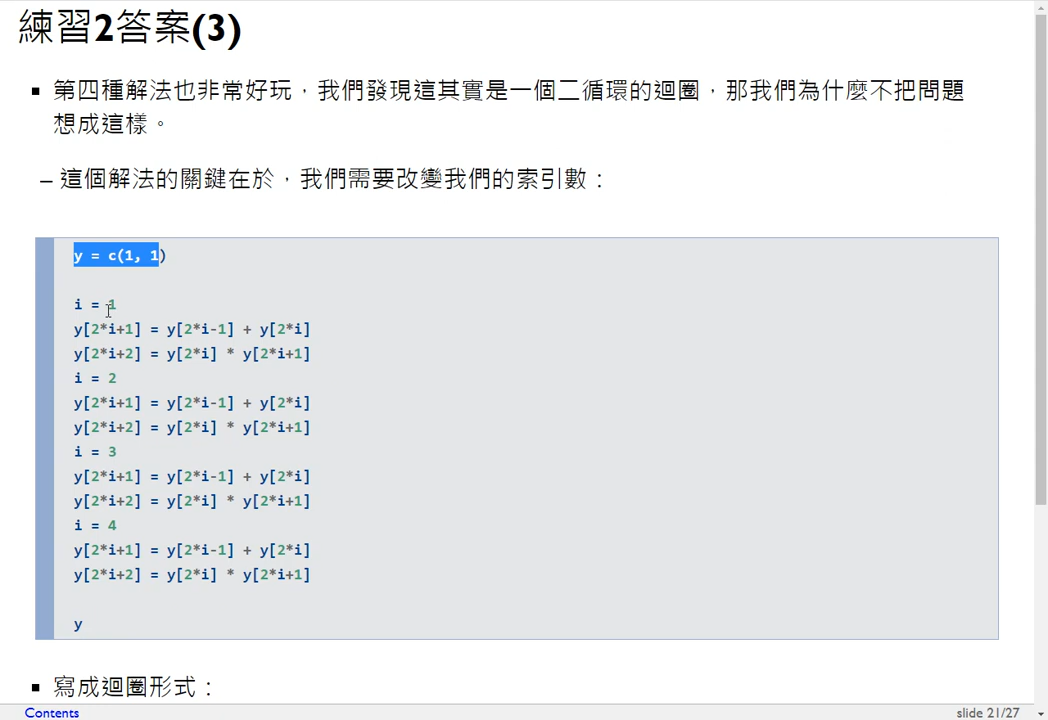 練習2答案(3)
▪ 第四種解法也非常好玩，我們發現這其實是一個二循環的迴圈，那我們為什麼不把問題
想成這樣。
– 這個解法的關鍵在於，我們需要改變我們的索引數：
y = c(1, 1)
i = 1
y[2*i+1] = y[2*i-1] + y[2*i]
y[2*i+2] = y[2*i] * y[2*i+1]
i = 2
y[2*i+1] = y[2*i-1] + y[2*i]
y[2*i+2] = y[2*i] * y[2*i+1]
i = 3
y[2*i+1] = y[2*i-1] + y[2*i]
y[2*i+2] = y[2*i] * y[2*i+1]
i = 4
y[2*i+1] = y[2*i-1] + y[2*i]
y[2*i+2] = y[2*i] * y[2*i+1]
y
▪ 寫成迴圈形式：
Contents
slide 21/27